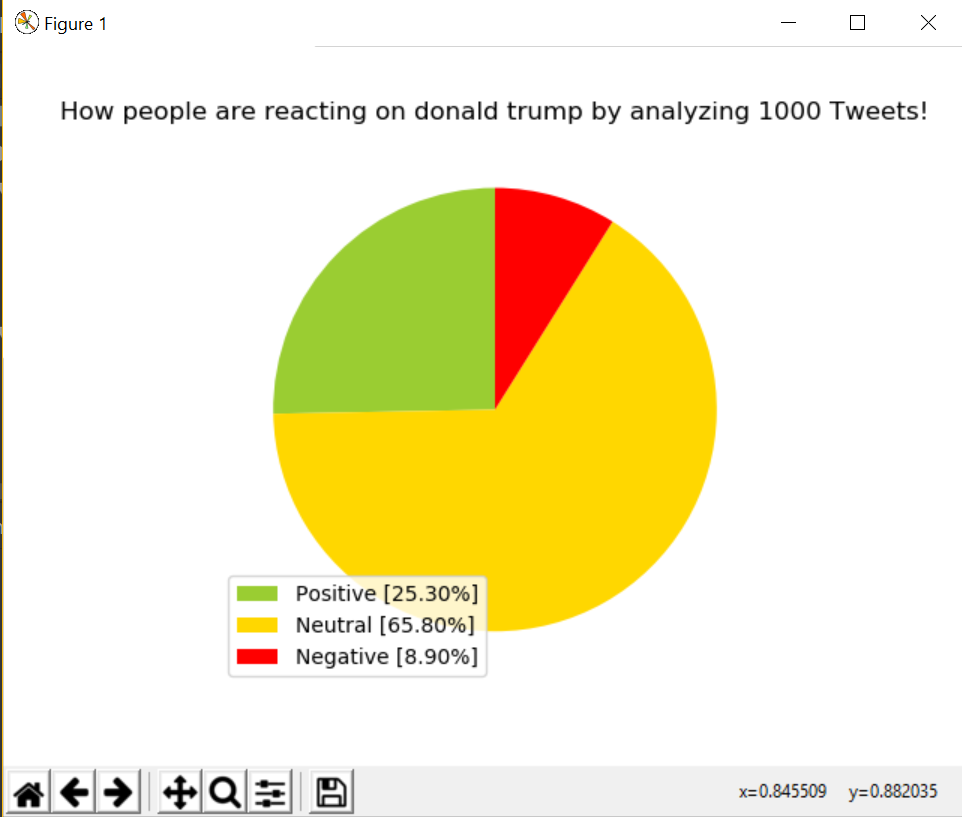 Figure 1
How people are reacting on donald trump by analyzing 1000 Tweets!
Positive [25.30%]
Neutral [65.80%]
Negative [8.90%]
x=0.845509 y=0.882035